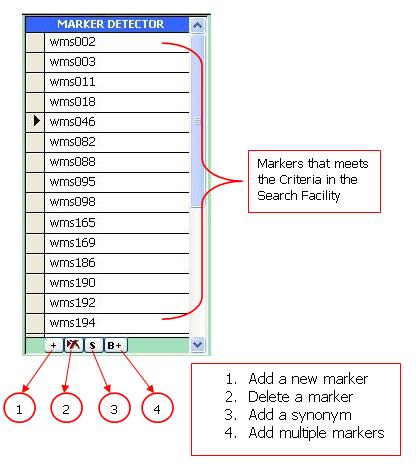 MARKER DETECTOR
wms002
wms003
wms011
wms018
wms046
wms082
wms088
wms095
wms098
wms165
wms169
wms186
wms190
wms192
wms194
+ S B+
Markers that meets
the Criteria in the
Search Facility
1 2 3 4
1. Add a new marker
2. Delete a marker
3. Add a synonym
4. Add multiple markers